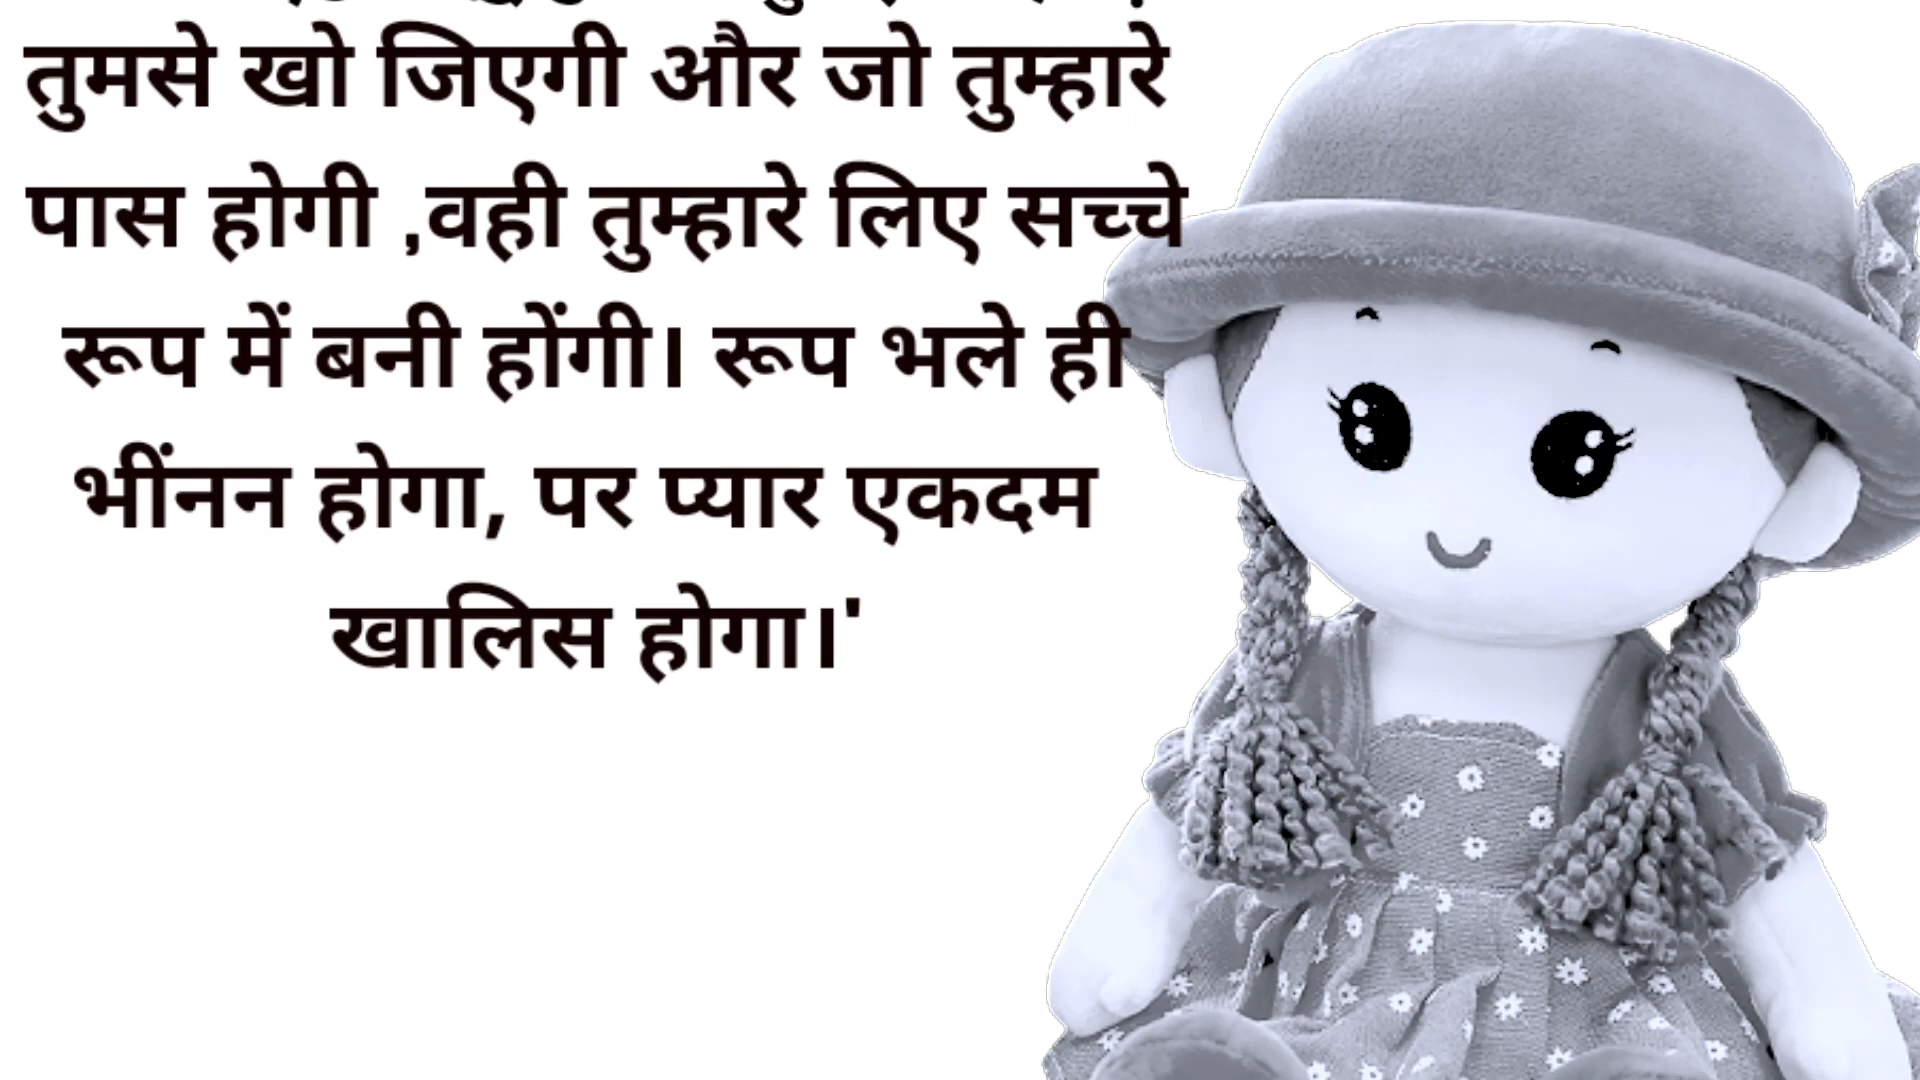 तुमसे खो जिएगी और जो तुम्हारे
पास होगी ,वही तुम्हारे लिए सच्चे
रूप में बनी होंगी। रूप भले ही
भींनन होगा, पर प्यार एकदम
खालिस होगा।'